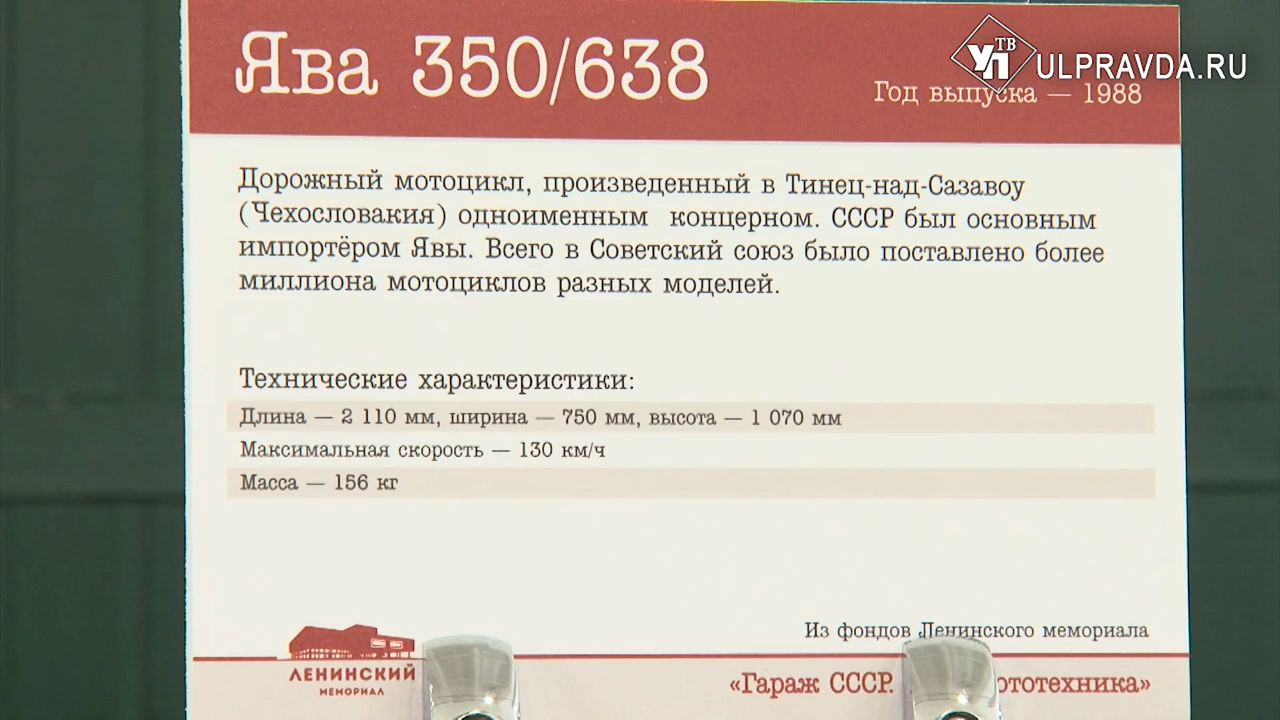 Ява 350/638
ТВ
УП
ULPRAVDA.RU
Год выпуска — 1988
Дорожный мотоцикл, произведенный в Тинец-над-Сазавоу
(Чехословакия) одноименным концерном. СССР был основным
импортёром Явы. Всего в Советский союз было поставлено более
миллиона мотоциклов разных моделей.
Технические характеристики:
Длина — 2 110 мм, ширина — 750 мм, высота — 1 070 мм
Максимальная скорость — 130 км/ч
Масса — 156 кг
Из фондов Ленинского мемориала
ЛЕНИНСКИЙ
МЕМОРИАЛ
«Гараж СССР.